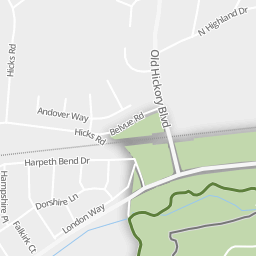 N Highland Dr
Hicks Rd
Old Hickory Blvd
Andover Way
Belvue Rd
Hicks Rd
Harpeth Bend Dr
Hampshire Pl
Dorshire Ln
London Way
Falkirk Ct